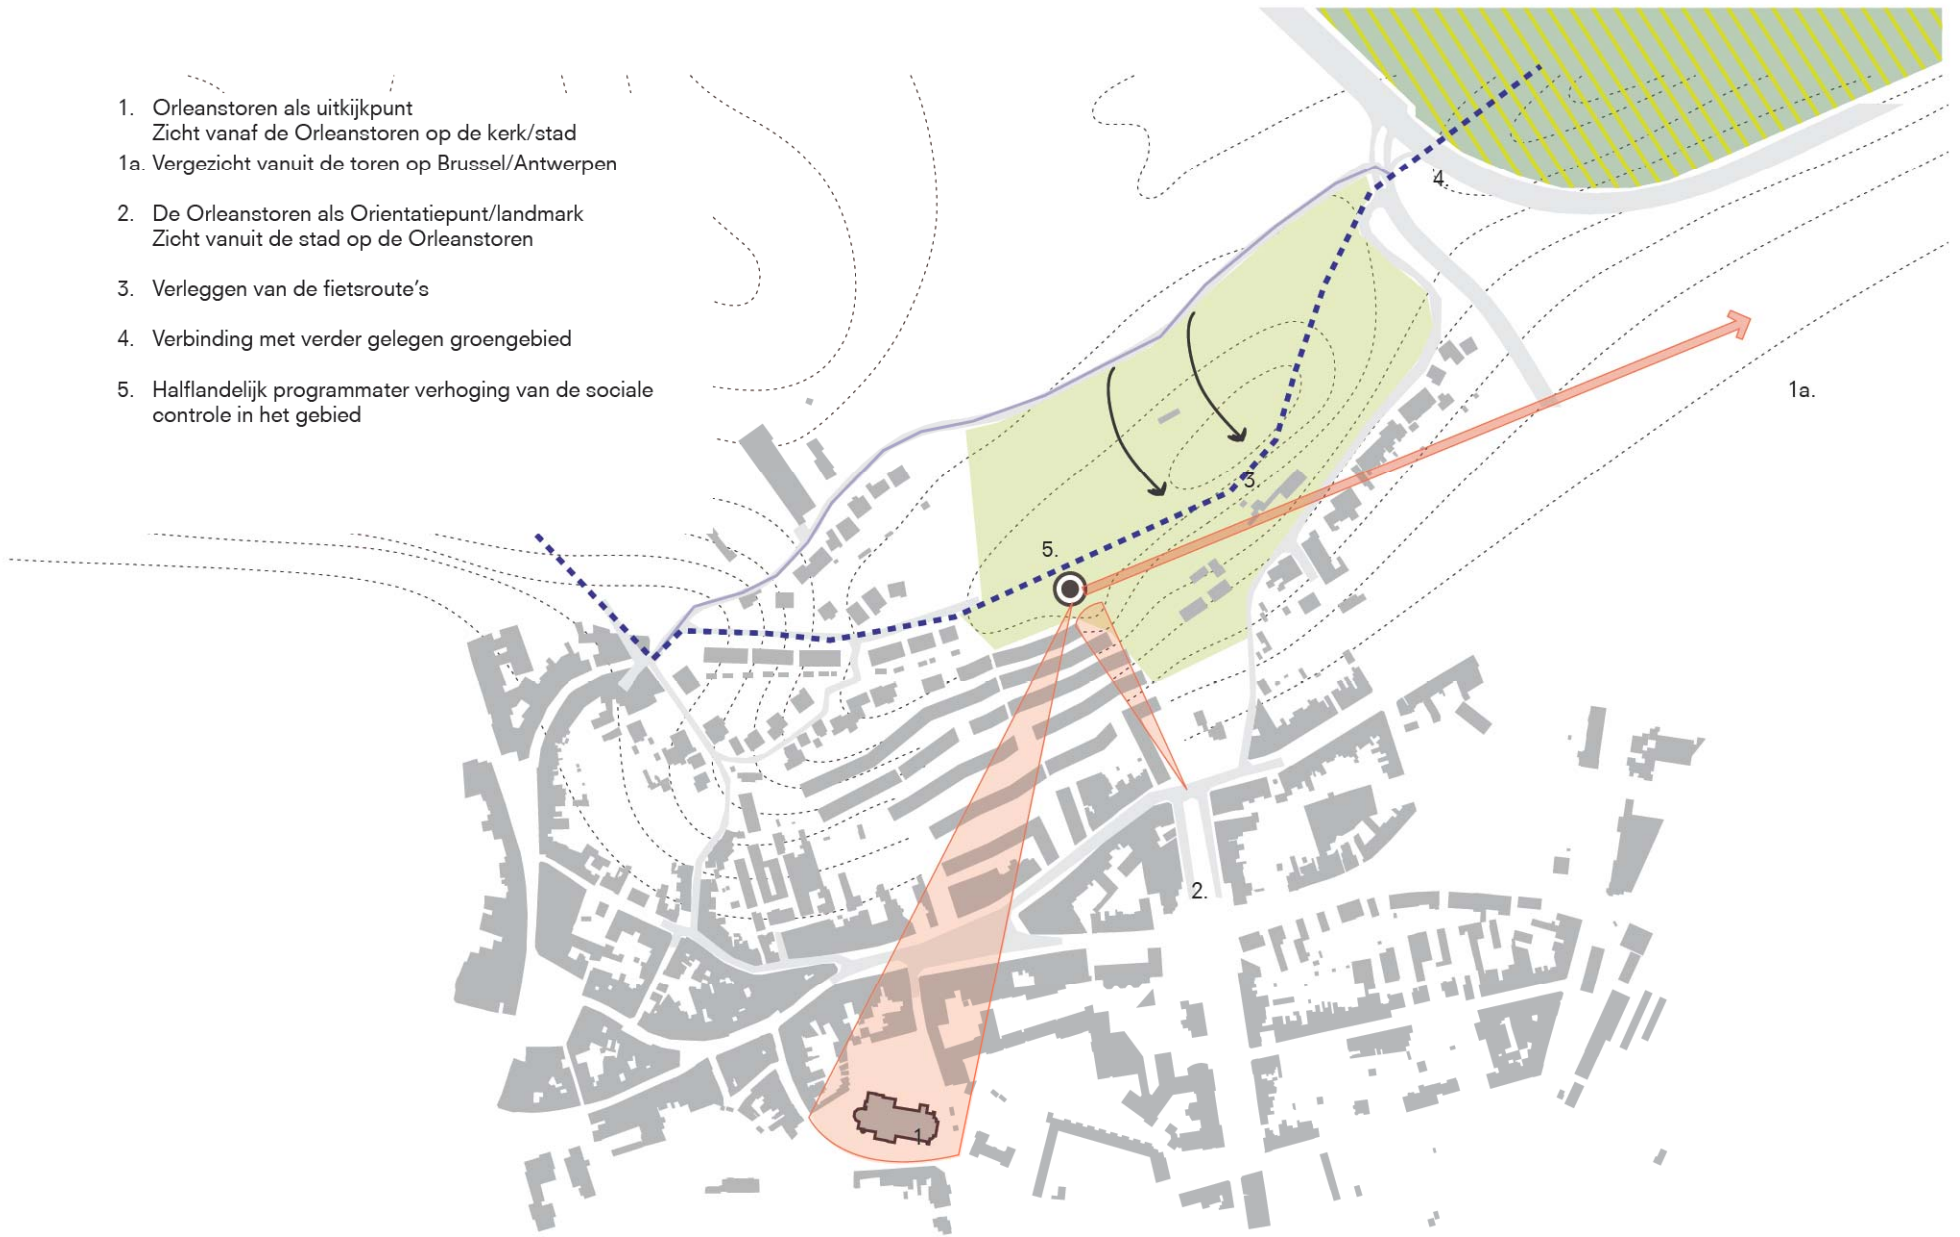 1. Orleanstoren als uitkijkpunt
Zicht vanaf de Orleanstoren op de kerk/stad
1a. Vergezicht vanuit de toren op Brussel/Antwerpen
2. De Orleanstoren als Orientatiepunt/landmark
Zicht vanuit de stad op de Orleanstoren
3. Verleggen van de fietsroute's
4. Verbinding met verder gelegen groengebied
5. Halflandelijk programmater verhoging van de sociale
controle in het gebied
4.
1a.
3.
5.
2.
1.